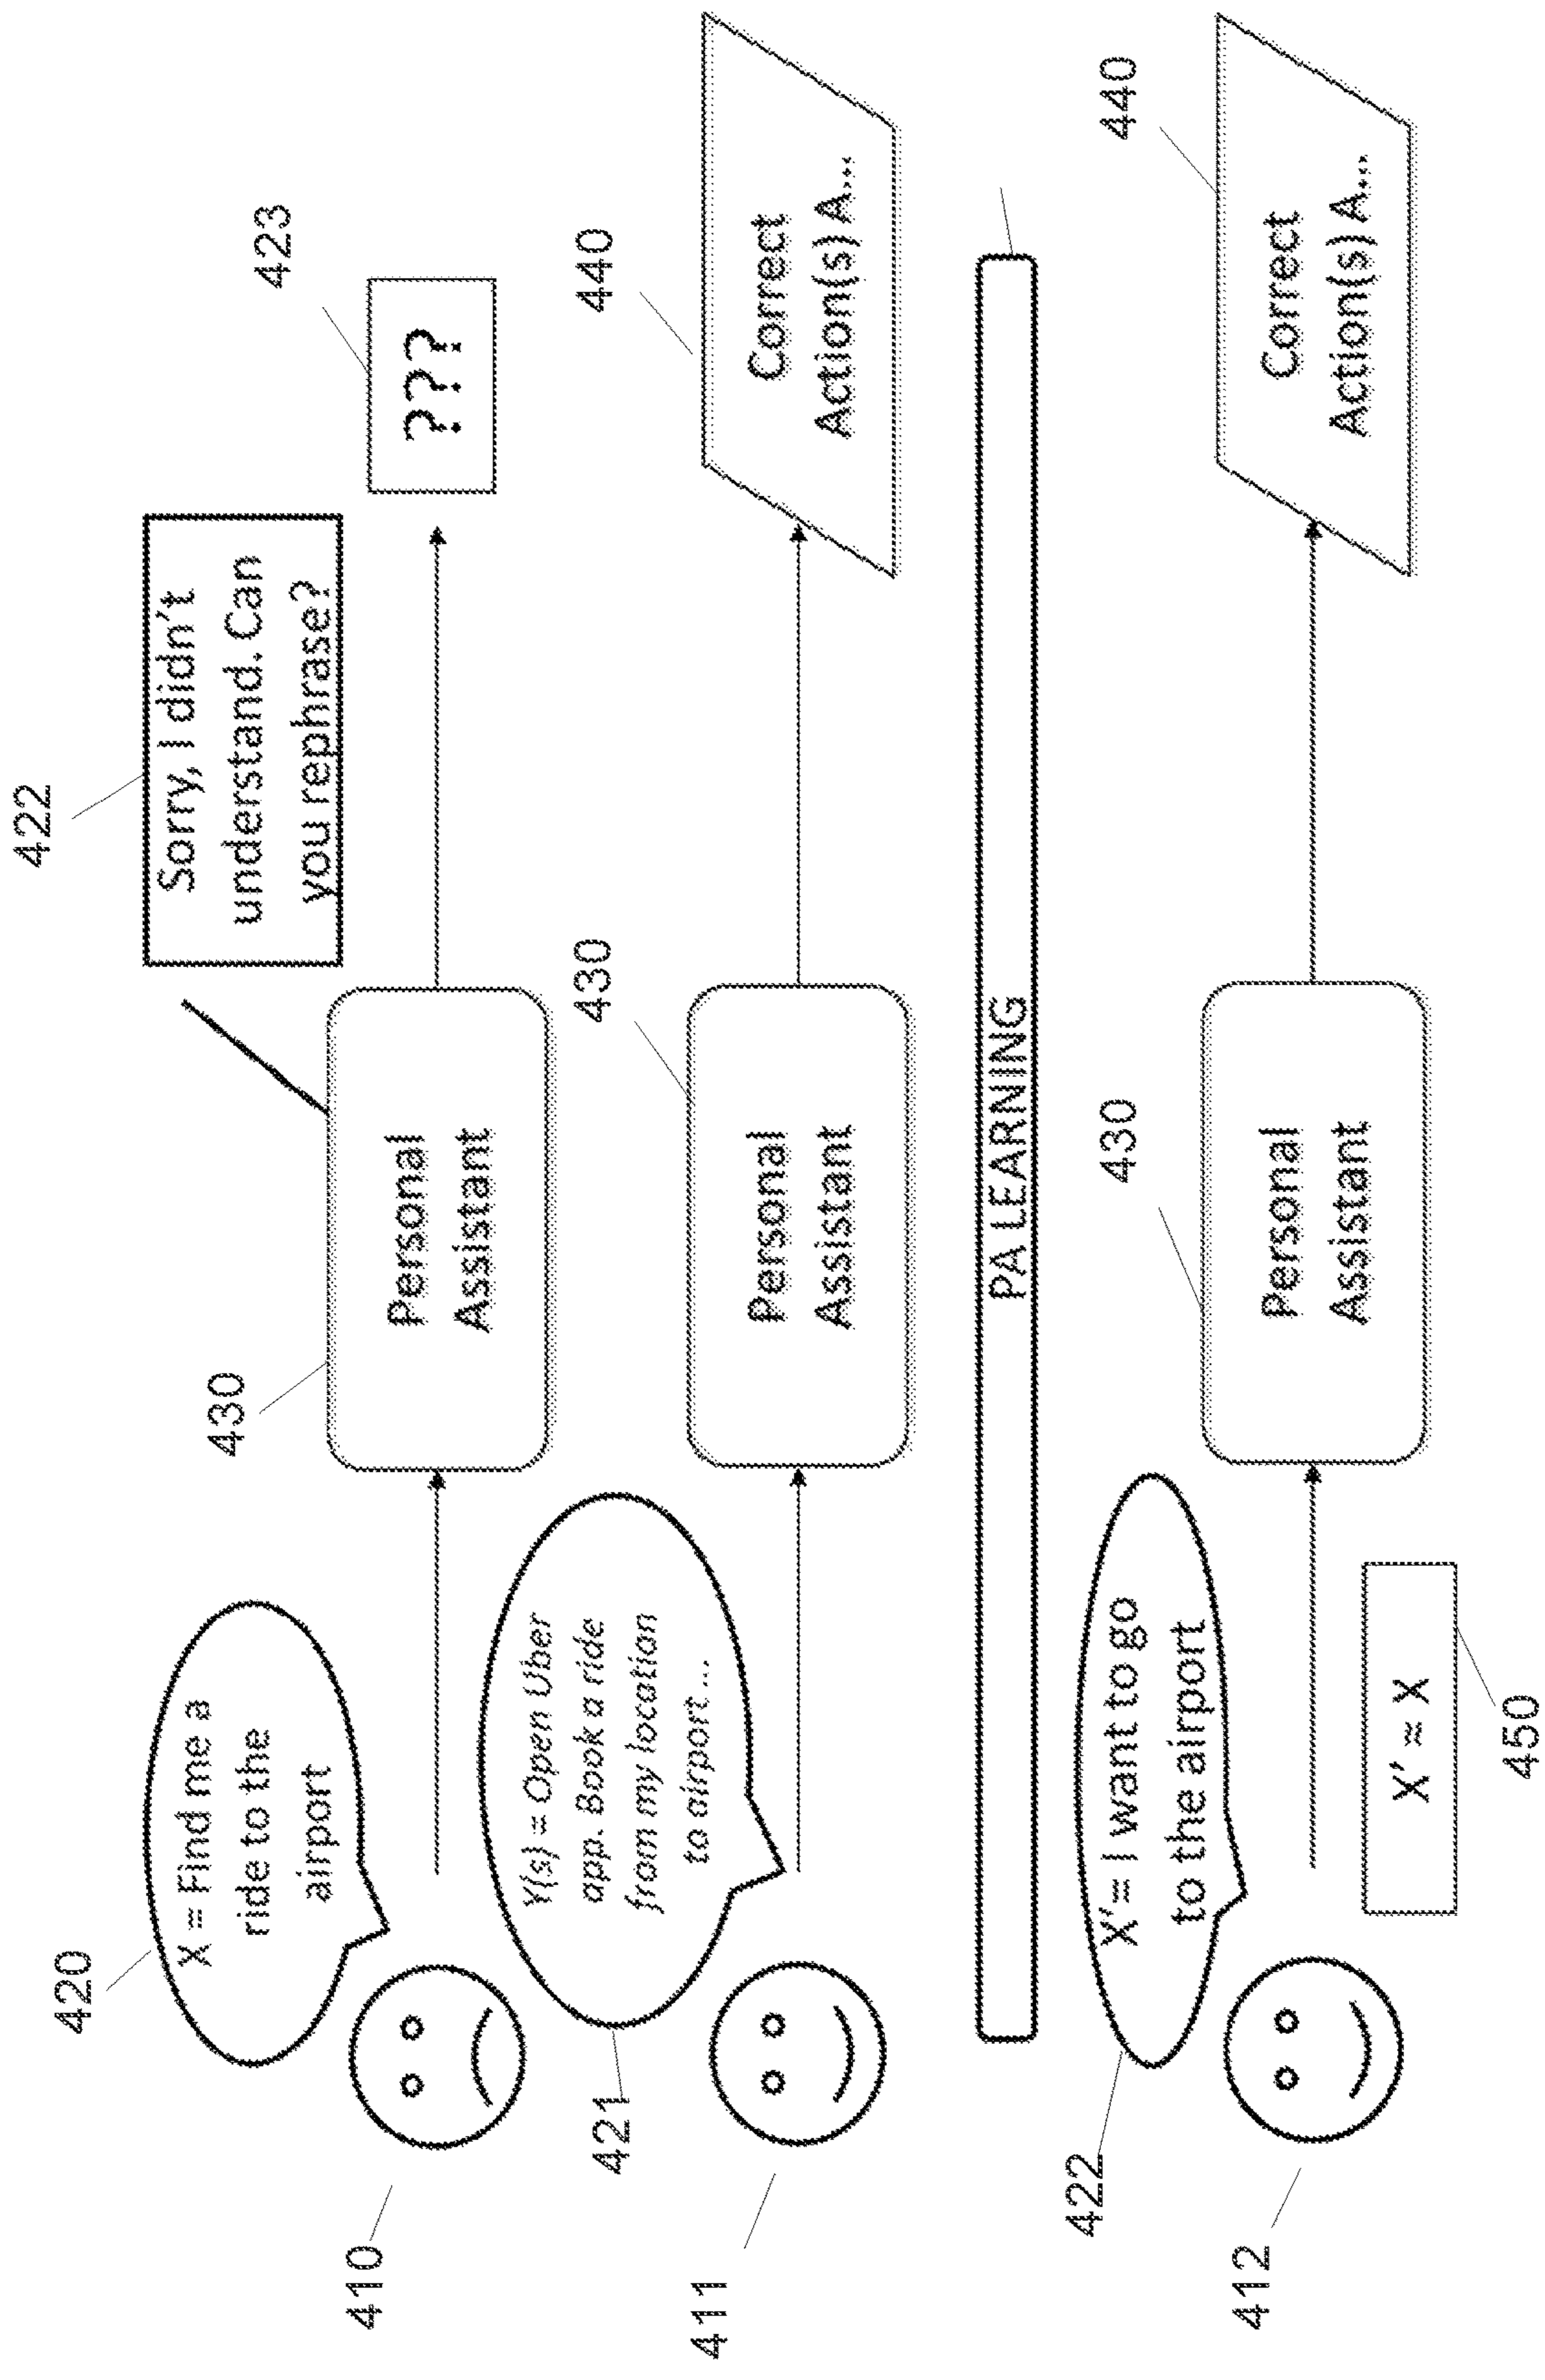 422
Sorry, I didn't
understand. Can
you rephrase?
420
X = Find me a
ride to the
airport
430
423
Personal
Assistant
???
421
Y(s) = Open Uber
app. Book a ride
from my location
to airport ...
410
430
440
Personal
Assistant
Correct
Action(s) A...
411
PA LEARNING
422
X'= I want to go
to the airport
430
440
Personal
Assistant
Correct
Action(s) A...
412
X' ≈ X
450